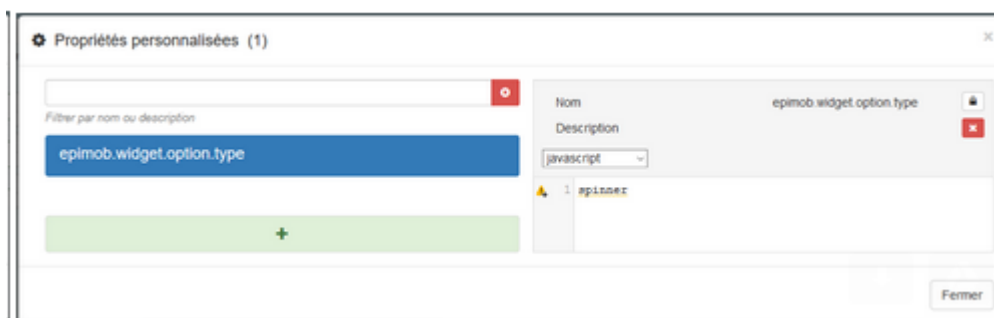 Propriétés personnalisées (1)
Filtrer par nom ou description
epimob.widget.option.type
Nom epimob.widget.option.type
Description
javascript
1 spinner
Fermer